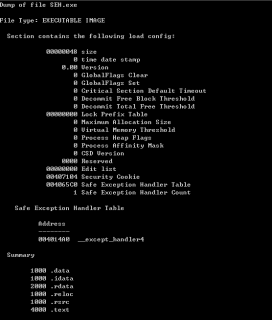 Dump of file SEH.exe
File Type: EXECUTABLE IMAGE
Section contains the following load config:
00000048 size
0 time date stamp
0.00 Version
0 GlobalFlags Clear
0 GlobalFlags Set
0 Critical Section Default Timeout
0 Decommit Free Block Threshold
0 Decommit Total Free Threshold
00000000 Lock Prefix Table
0 Maximum Allocation Size
0 Virtual Memory Threshold
0 Process Heap Flags
0 Process Affinity Mask
0 CSD Version
0000 Reserved
00000000 Edit list
00407104 Security Cookie
004065C0 Safe Exception Handler Table
1 Safe Exception Handler Count
Safe Exception Handler Table
Address
--------
004014A0 __except_handler4
Summary
1000 .data
1000 .idata
2000 .rdata
1000 .reloc
1000 .rsrc
4000 .text